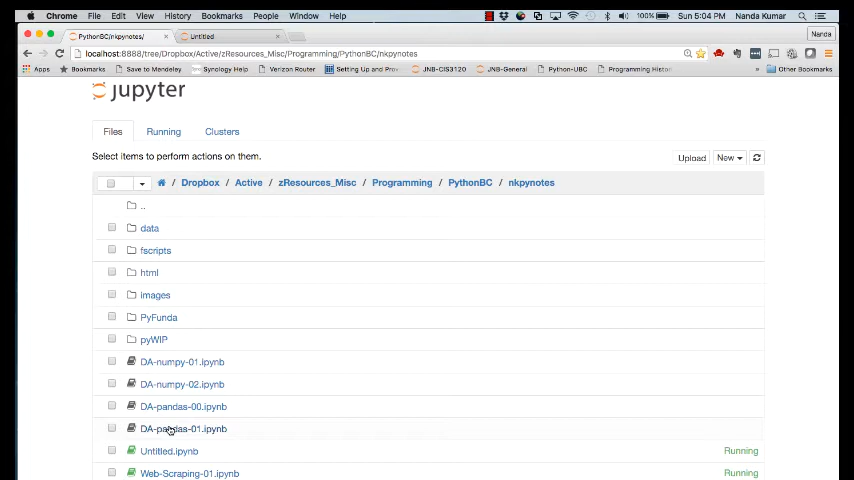 Chrome File Edit View History Bookmarks People Window Help 100% Sun 5:04 PM Nanda Kumar
PythonBC/nkpynotes/ Untitled Nanda
localhost:8888/tree/Dropbox/Active/zResources_Misc/Programming/PythonBC/nkpynotes
Apps Bookmarks Save to Mendeley Synology Help Verizon Router Setting Up and Prov JNB-CIS3120 JNB-General Python-UBC Programming Histor » Other Bookmarks
jupyter
Files Running Clusters
Select items to perform actions on them.
Upload New
/ Dropbox / Active / zResources_Misc / Programming / PythonBC / nkpynotes
..
data
fscripts
html
images
PyFunda
pyWIP
DA-numpy-01.ipynb
DA-numpy-02.ipynb
DA-pandas-00.ipynb
DA-pandas-01.ipynb
Untitled.ipynb Running
Web-Scraping-01.ipynb Running